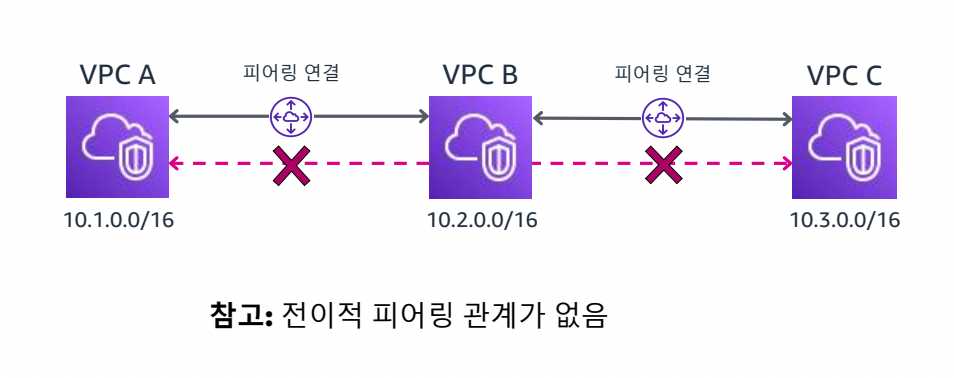 VPC A
피어링 연결
VPC B
피어링 연결
VPC C
10.1.0.0/16
10.2.0.0/16
10.3.0.0/16
참고: 전이적 피어링 관계가 없음